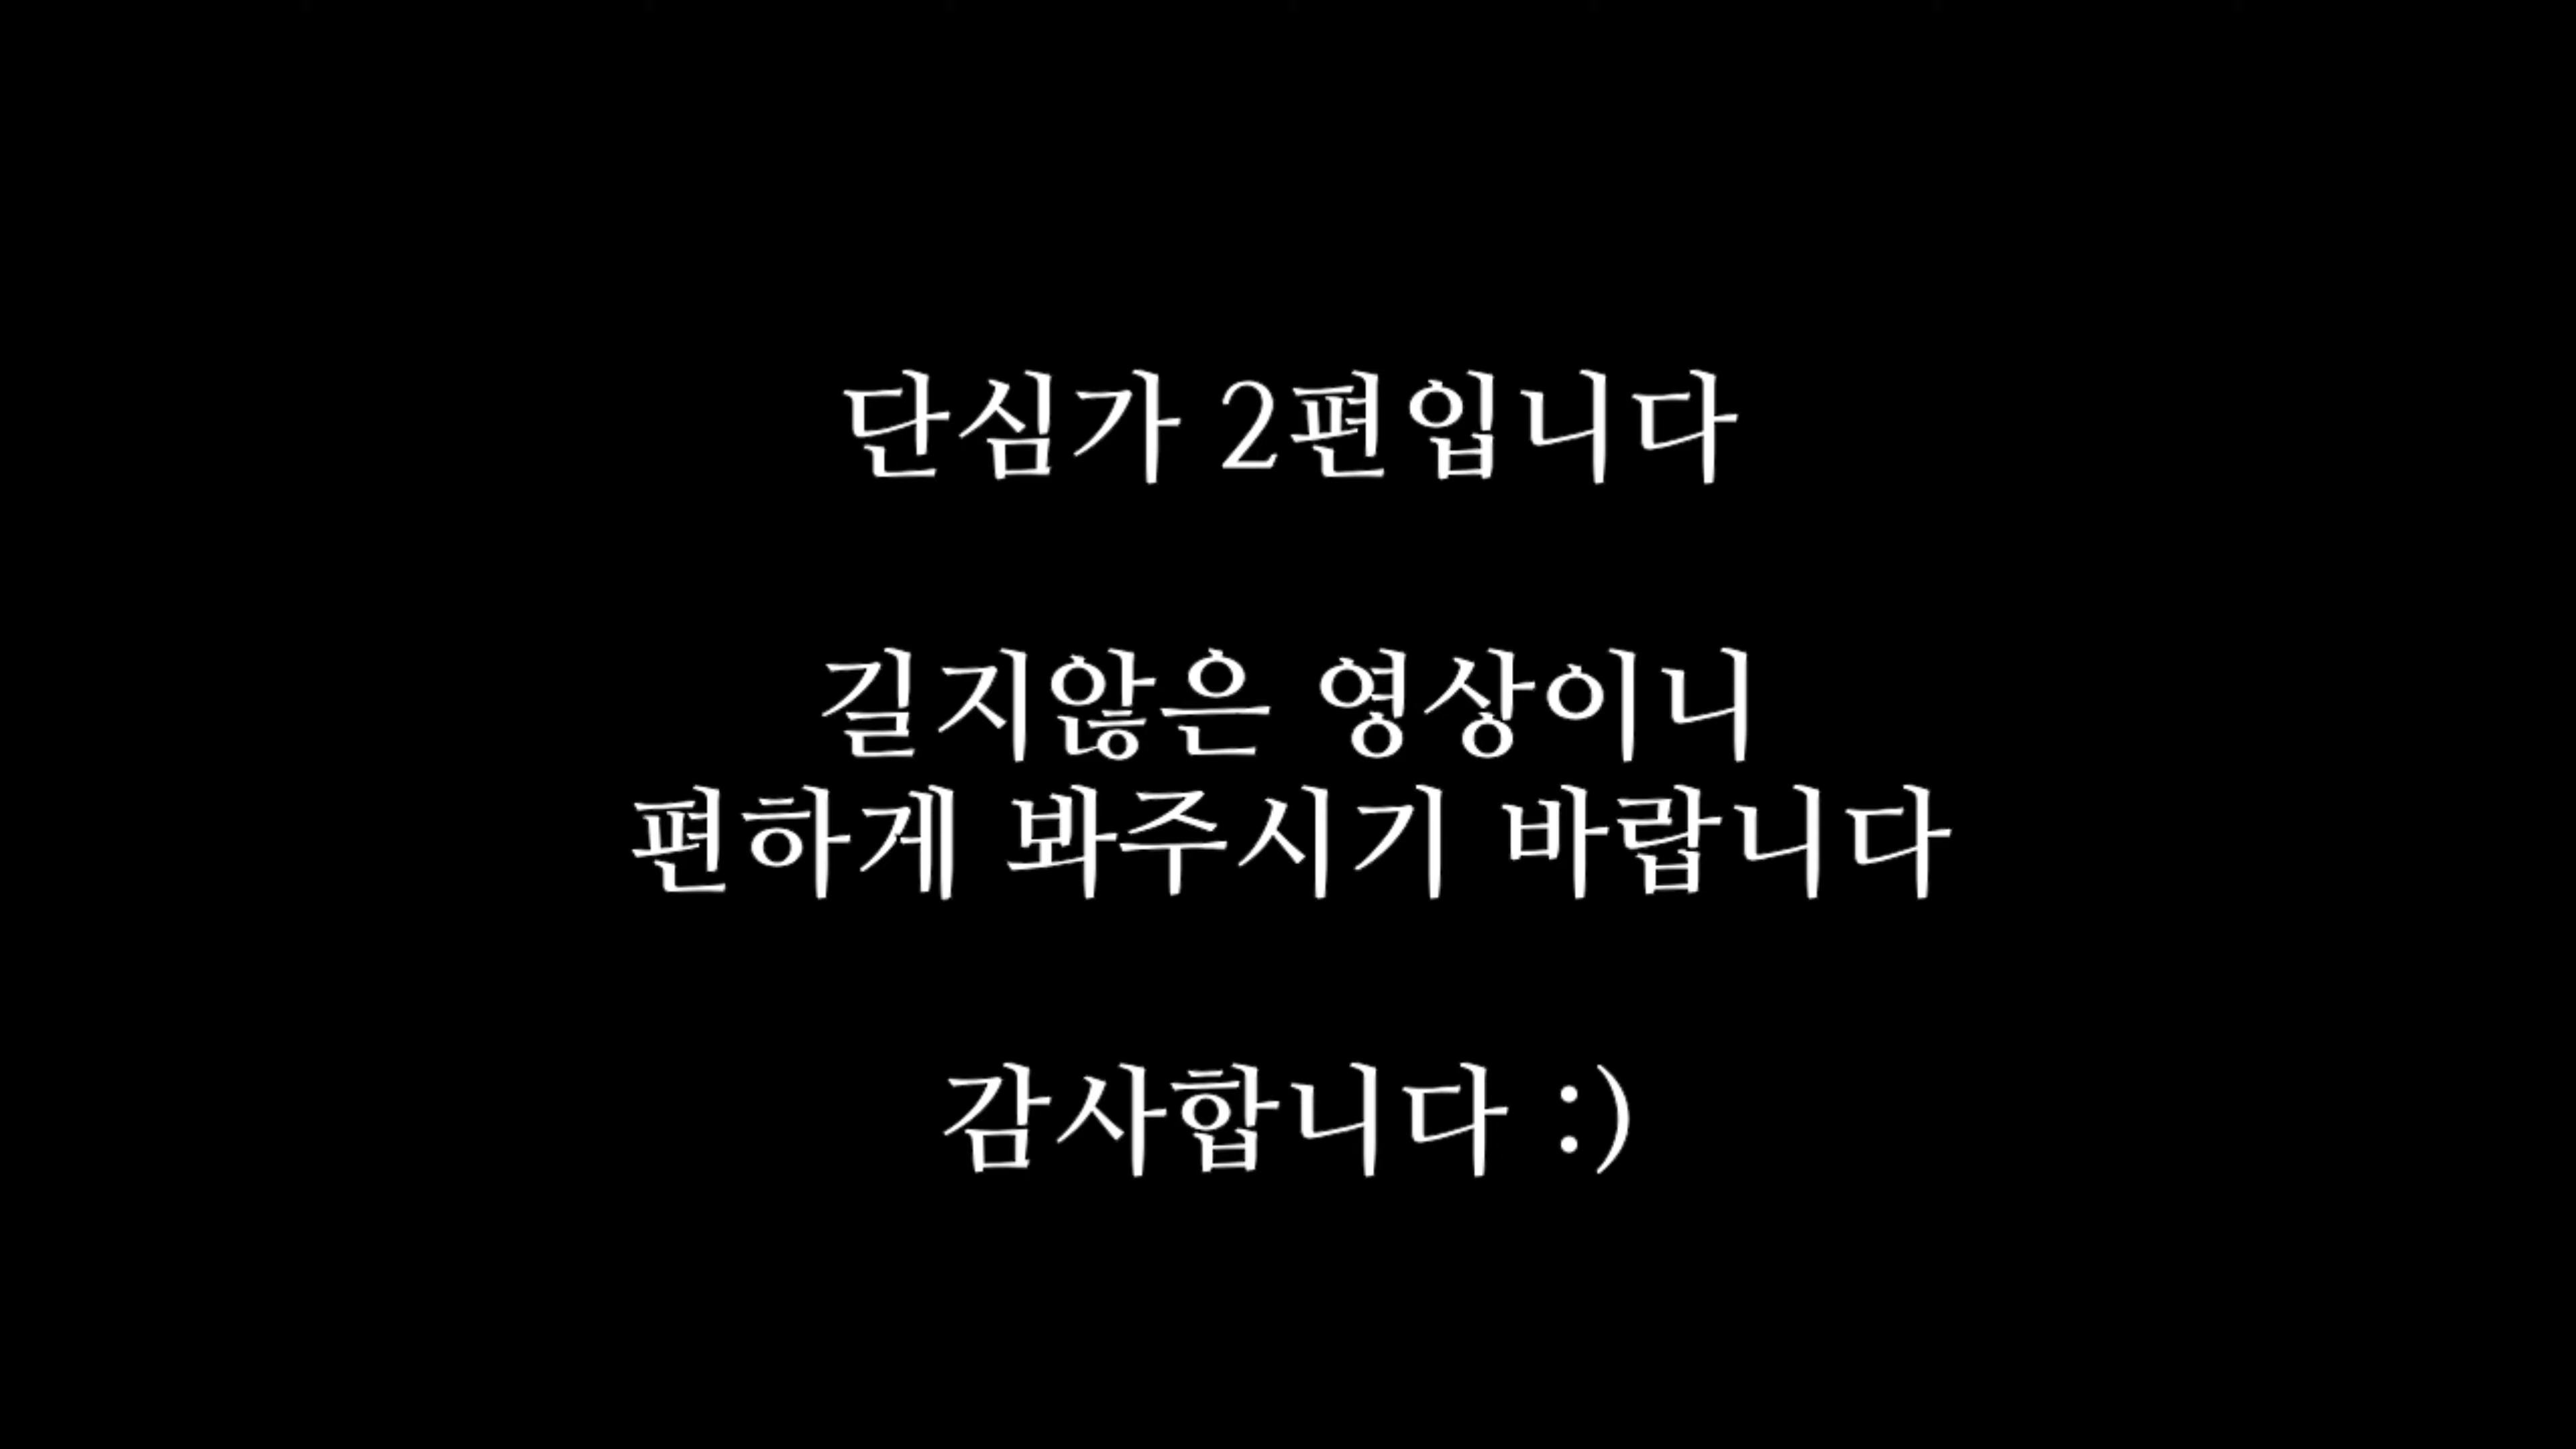 단심가 2편입니다
길지않은 영상이니
편하게 봐주시기 바랍니다
감사합니다 :)